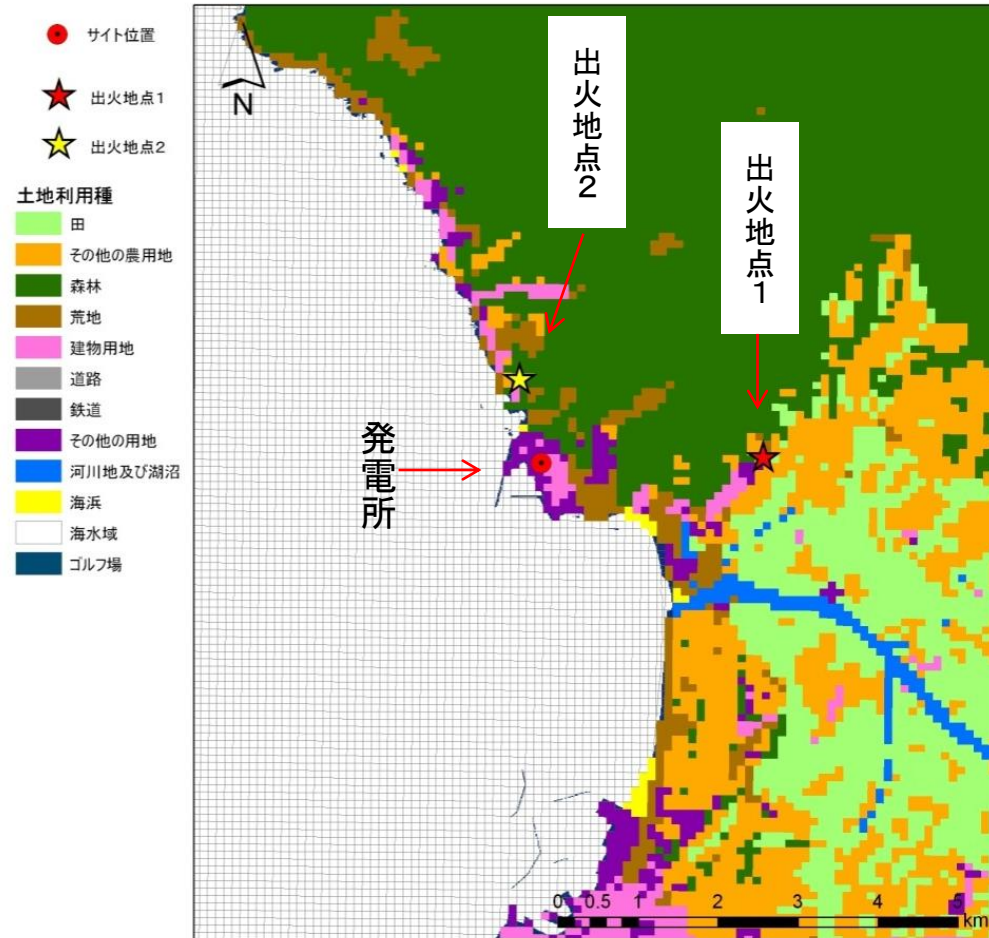 サイト位置
出火地点1
出火地点2
土地利用種
田
その他の農用地
森林
荒地
建物用地
道路
鉄道
その他の用地
河川地及び湖沼
海浜
海水域
ゴルフ場
N
出火地点2
出火地点1
発電所
0 0.5 1 2 3 4 5
km